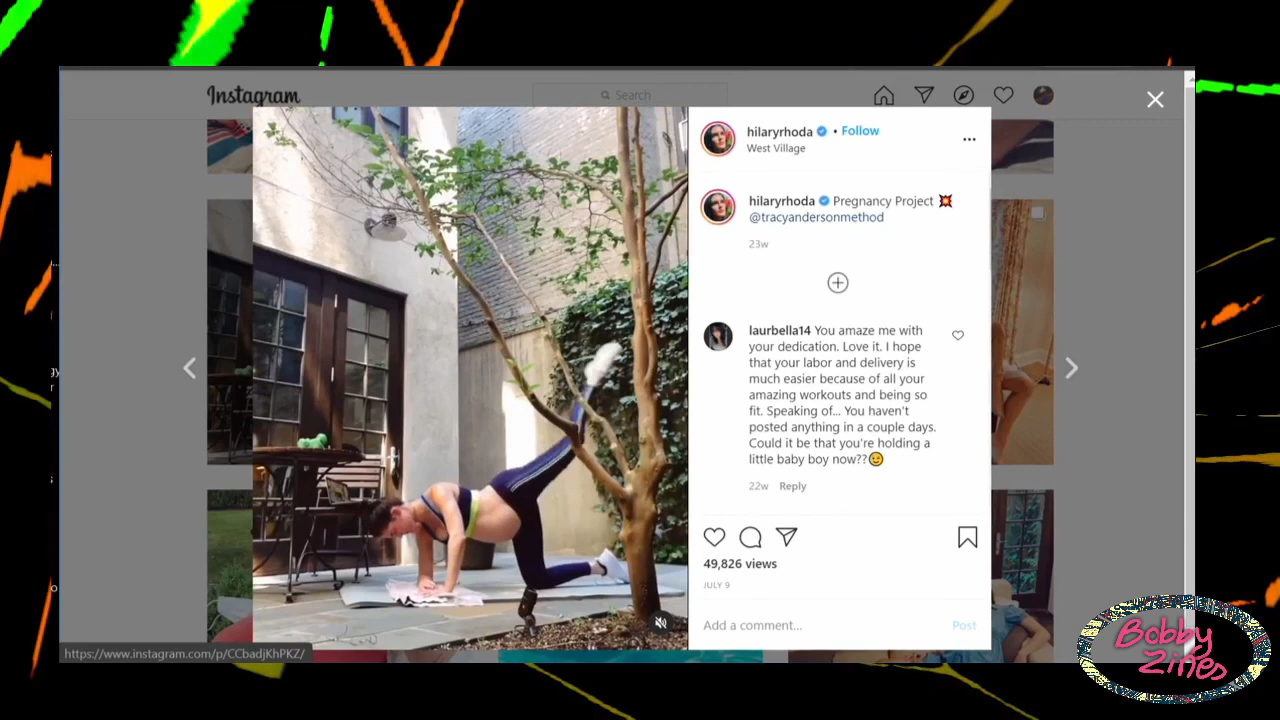 Instagram
Search
hilaryrhoda • Follow
West Village
hilaryrhoda Pregnancy Project
@tracyandersonmethod
23w
laurbella14 You amaze me with
your dedication. Love it. I hope
that your labor and delivery is
much easier because of all your
amazing workouts and being so
fit. Speaking of... You haven't
posted anything in a couple days.
Could it be that you're holding a
little baby boy now??😉
22w Reply
49,826 views
JULY 9
Add a comment... Post
https://www.instagram.com/p/CCbadjKhPKZ/
Bobby
Zines